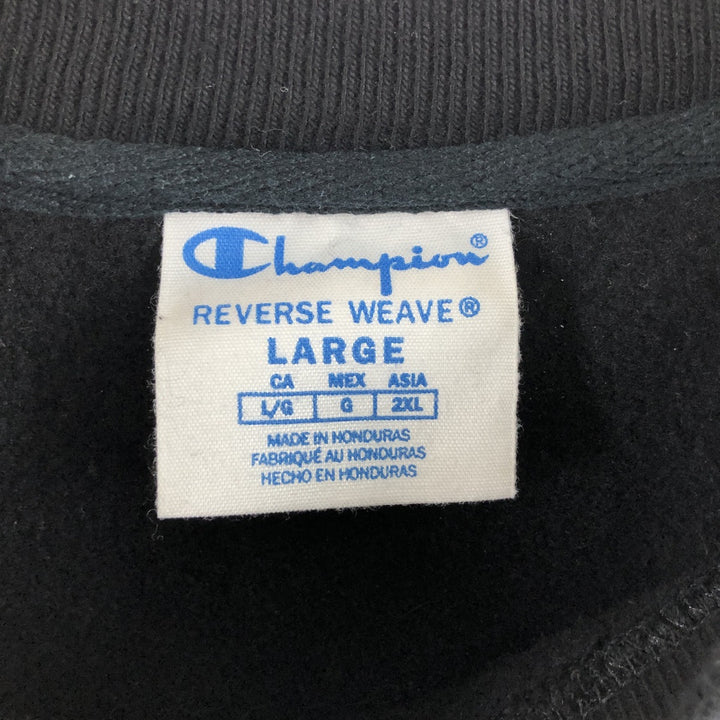 Champion®
REVERSE WEAVE®
LARGE
CA MEX ASIA
L/G G 2XL
MADE IN HONDURAS
FABRIQUÉ AU HONDURAS
HECHO EN HONDURAS